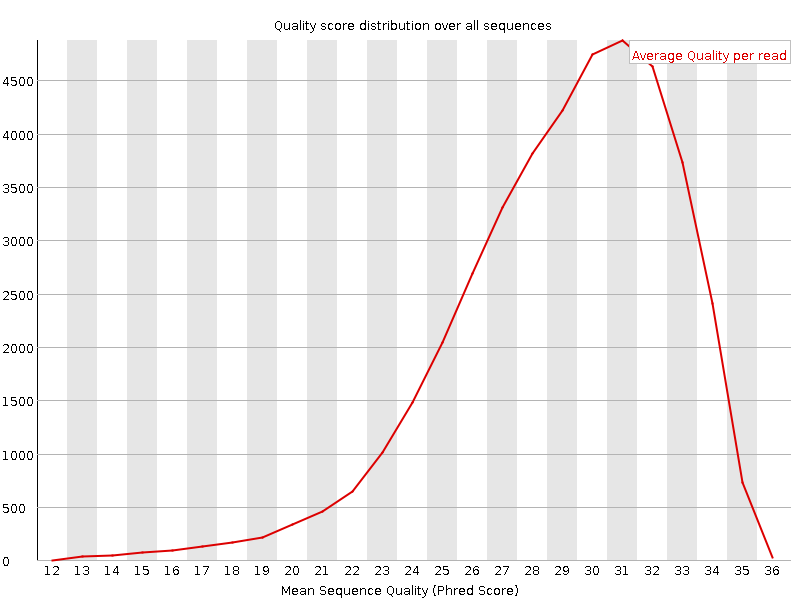 Quality score distribution over all sequences
Average Quality per read
4500
4000
3500
3000
2500
2000
1500
1000
500
0
12 13 14 15 16 17 18 19 20 21 22 23 24 25 26 27 28 29 30 31 32 33 34 35 36
Mean Sequence Quality (Phred Score)